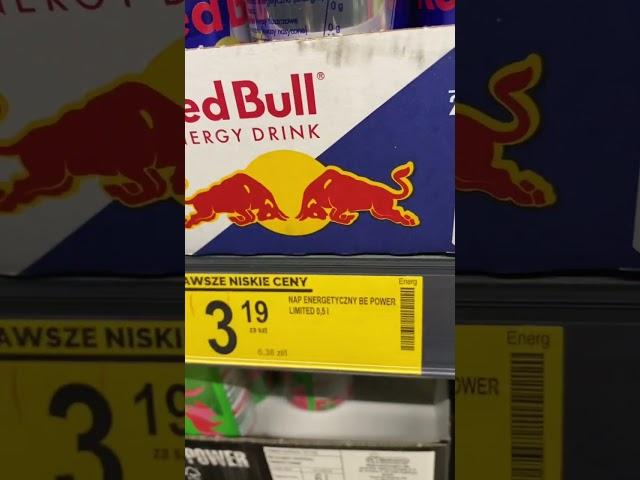 ed Bull®
ENERGY DRINK
AWSZE NISKIE CENY
Energ
3 19
za szt
NAP ENERGETYCZNY BE POWER
LIMITED 0,5 l
6.38 zł/l
POWER